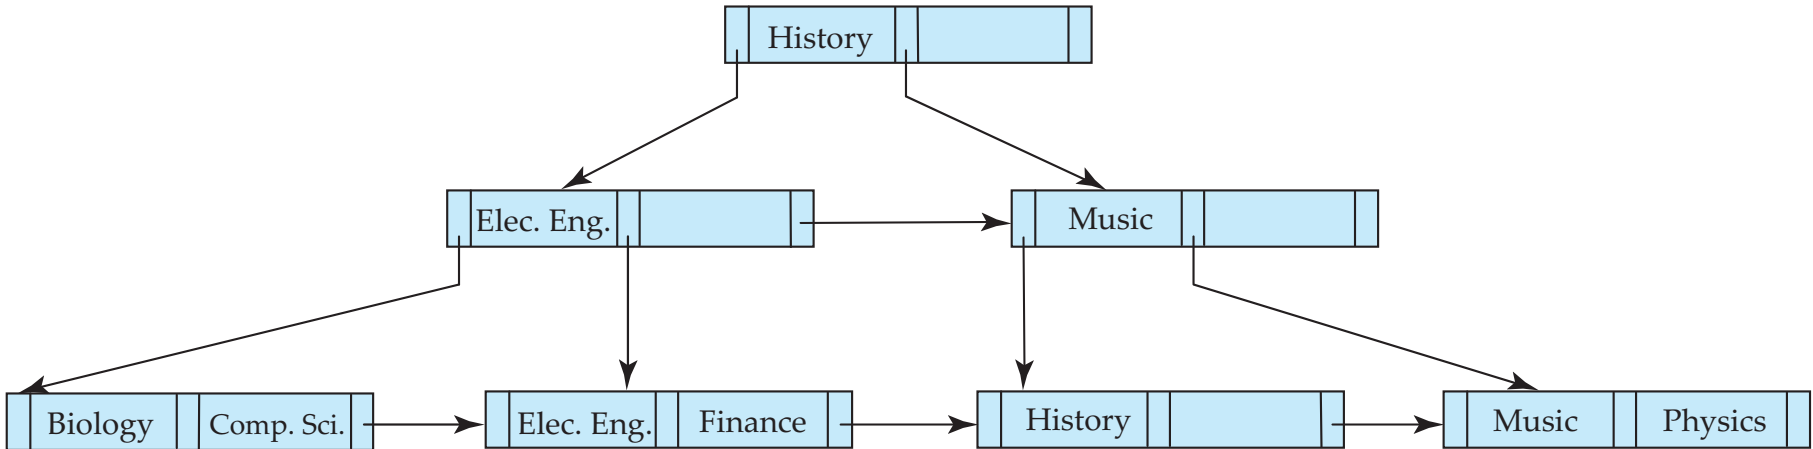 History
Elec. Eng.
Music
Biology Comp. Sci.
Elec. Eng. Finance
History
Music Physics